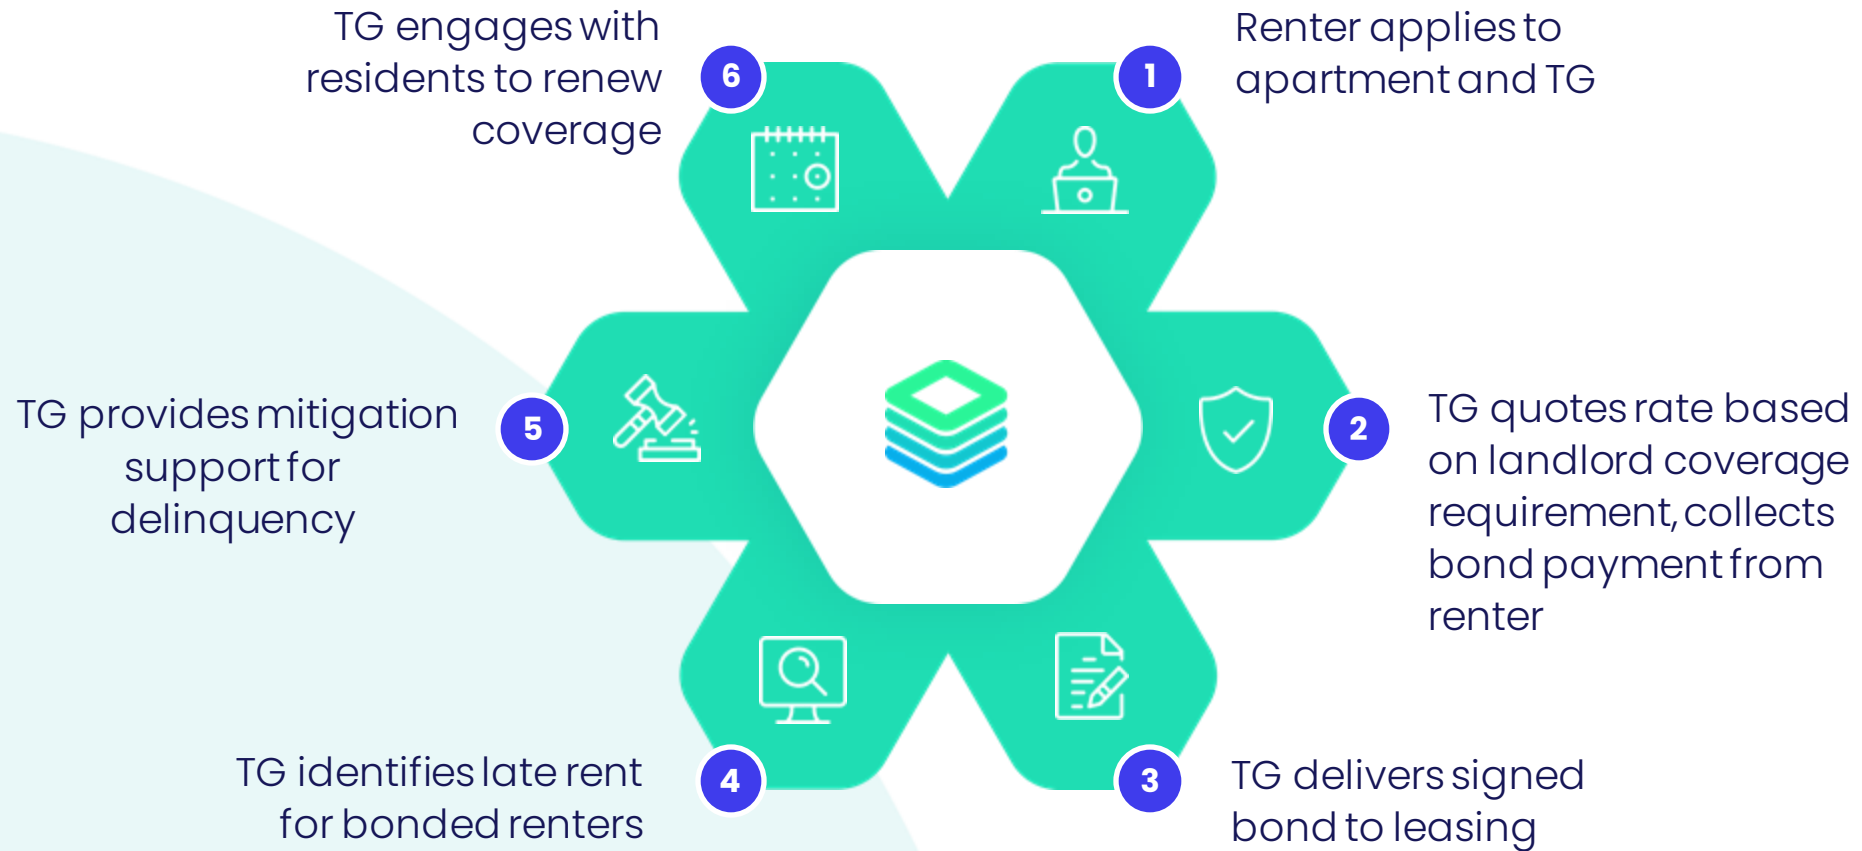 1
Renter applies to
apartment and TG
2
TG quotes rate based
on landlord coverage
requirement, collects
bond payment from
renter
3
TG delivers signed
bond to leasing
4
TG identifies late rent
for bonded renters
5
TG provides mitigation
support for
delinquency
6
TG engages with
residents to renew
coverage